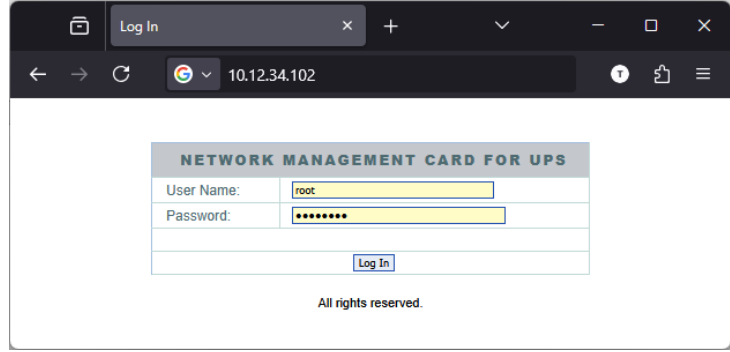 Log In
10.12.34.102
T
NETWORK MANAGEMENT CARD FOR UPS
User Name: root
Password: ••••••••
Log In
All rights reserved.